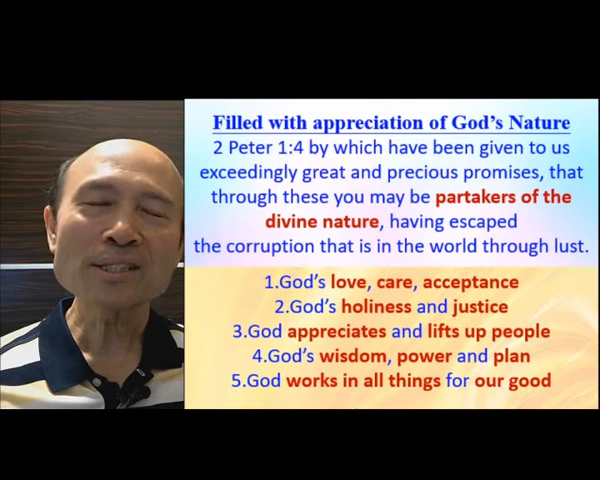 Filled with appreciation of God's Nature
2 Peter 1:4 by which have been given to us
exceedingly great and precious promises, that
through these you may be partakers of the
divine nature, having escaped
the corruption that is in the world through lust.
1.God's love, care, acceptance
2.God's holiness and justice
3.God appreciates and lifts up people
4.God's wisdom, power and plan
5.God works in all things for our good